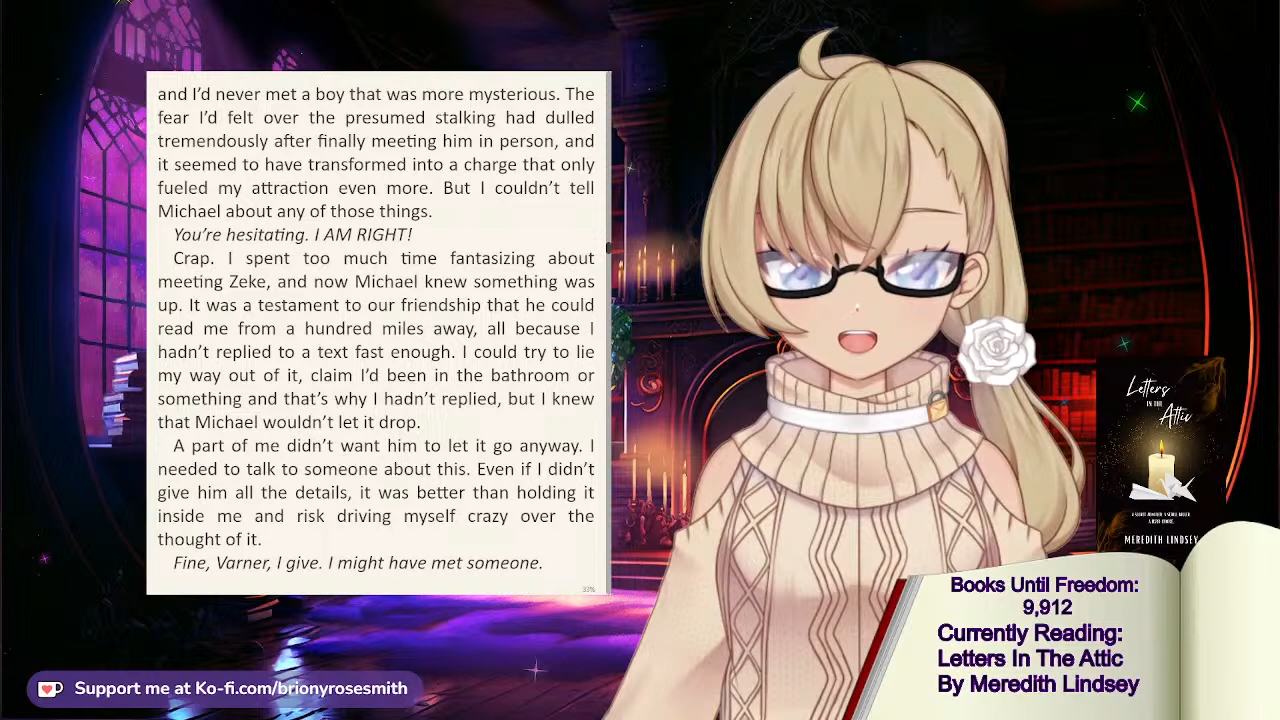 and I’d never met a boy that was more mysterious. The
fear I’d felt over the presumed stalking had dulled
tremendously after finally meeting him in person, and
it seemed to have transformed into a charge that only
fueled my attraction even more. But I couldn’t tell
Michael about any of those things.
You’re hesitating. I AM RIGHT!
Crap. I spent too much time fantasizing about
meeting Zeke, and now Michael knew something was
up. It was a testament to our friendship that he could
read me from a hundred miles away, all because I
hadn’t replied to a text fast enough. I could try to lie
my way out of it, claim I’d been in the bathroom or
something and that’s why I hadn’t replied, but I knew
that Michael wouldn’t let it drop.
A part of me didn’t want him to let it go anyway. I
needed to talk to someone about this. Even if I didn’t
give him all the details, it was better than holding it
inside me and risk driving myself crazy over the
thought of it.
Fine, Varner, I give. I might have met someone.
33%
Letters
IN THE
Attic
MEREDITH LINDSEY
Books Until Freedom:
9,912
Currently Reading:
Letters In The Attic
By Meredith Lindsey
Support me at Ko-fi.com/brionyrosesmith